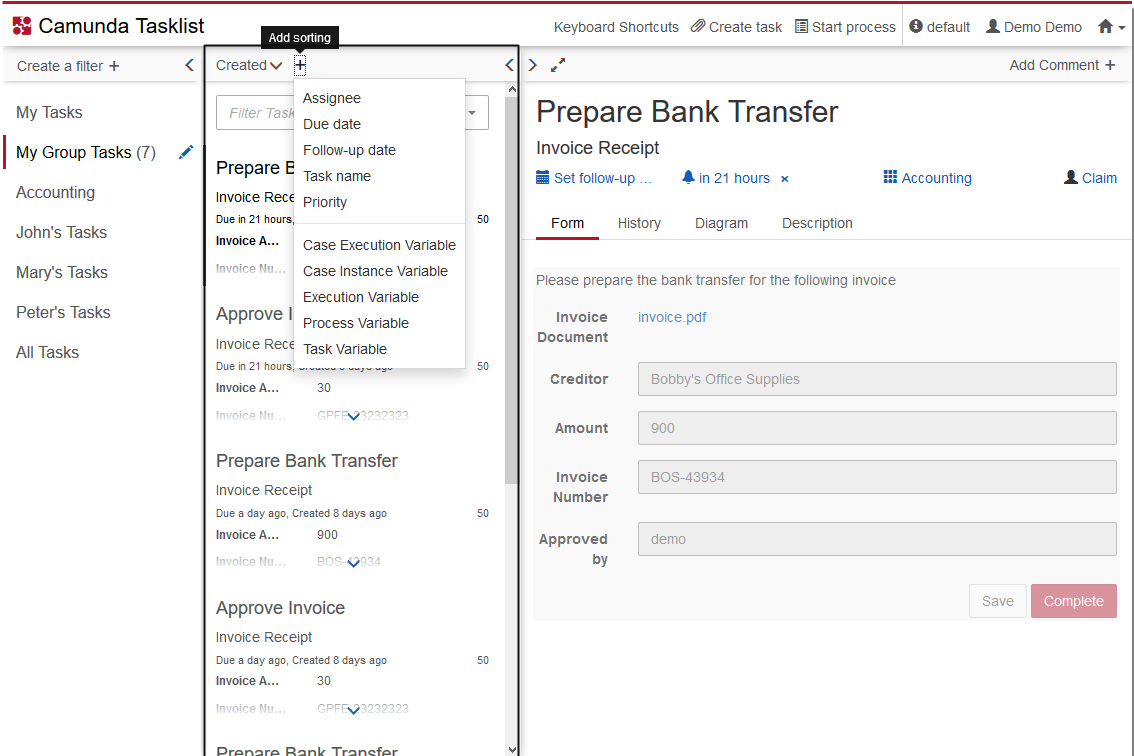 Camunda Tasklist
Keyboard Shortcuts
Create task
Start process
default
Demo Demo
Add sorting
Create a filter +
Created
Add Comment +
My Tasks
My Group Tasks (7)
Accounting
John's Tasks
Mary's Tasks
Peter's Tasks
All Tasks
Filter Task
Assignee
Due date
Follow-up date
Task name
Priority
Case Execution Variable
Case Instance Variable
Execution Variable
Process Variable
Task Variable
Prepare B
Invoice Rece
Due in 21 hours,
50
Invoice A...
Invoice Nu...
Approve I
Invoice Rece
Due in 21 hours, Created 8 days ago
50
Invoice A...
30
Invoice Nu...
GPFE-23232323
Prepare Bank Transfer
Invoice Receipt
Due a day ago, Created 8 days ago
50
Invoice A...
900
Invoice Nu...
BOS-43934
Approve Invoice
Invoice Receipt
Due a day ago, Created 8 days ago
50
Invoice A...
30
Invoice Nu...
GPFE-23232323
Prepare Bank Transfer
Prepare Bank Transfer
Invoice Receipt
Set follow-up ...
in 21 hours ×
Accounting
Claim
Form
History
Diagram
Description
Please prepare the bank transfer for the following invoice
Invoice
Document
invoice.pdf
Creditor
Bobby's Office Supplies
Amount
900
Invoice
Number
BOS-43934
Approved
by
demo
Save
Complete